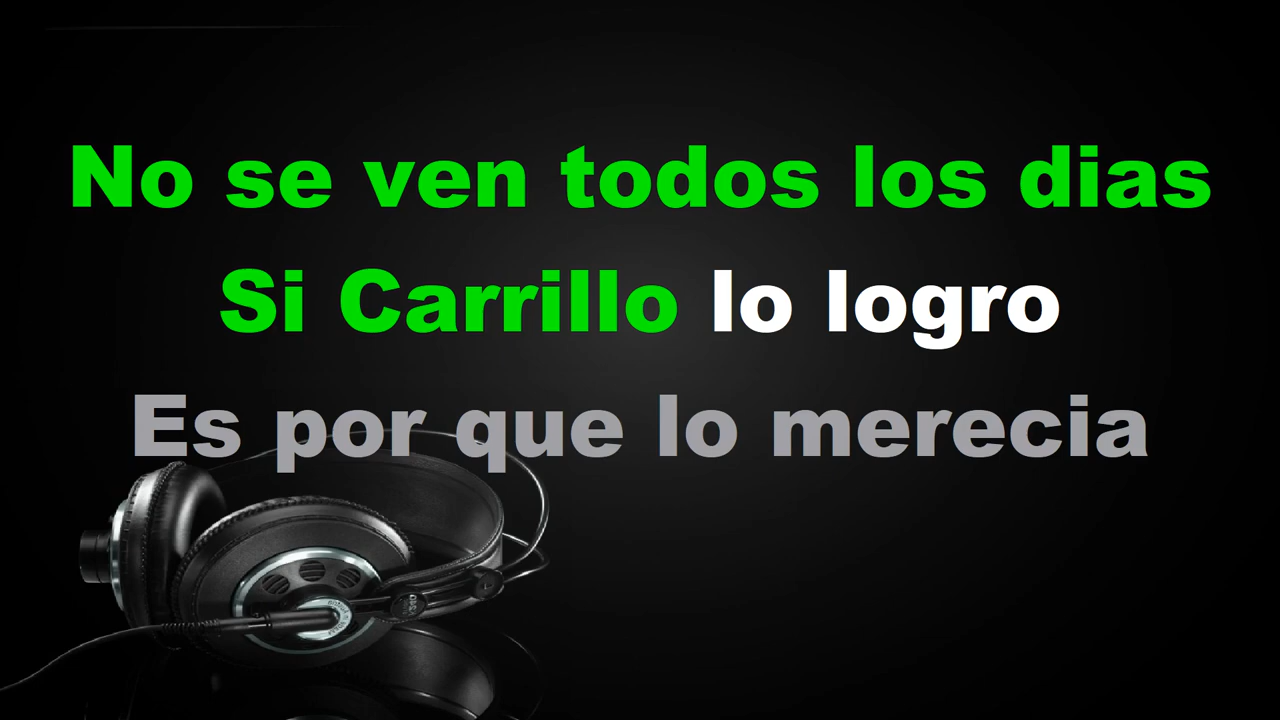 No se ven todos los dias
Si Carrillo lo logro
Es por que lo merecia